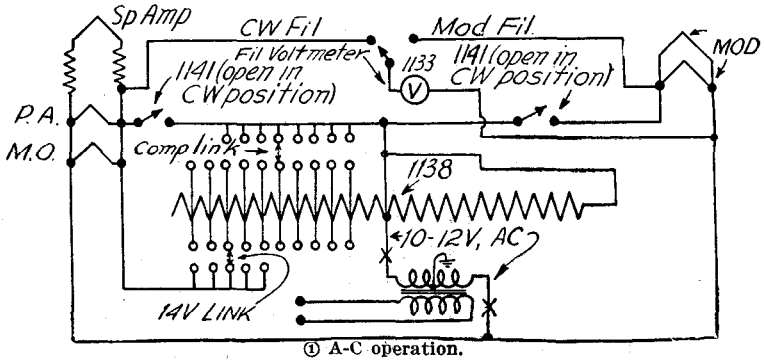 Sp Amp
CW Fil
Mod Fil.
Fil Voltmeter
1133
V
1141 (open in
CW position)
1141 (open in
CW position)
MOD
P.A.
M.O.
Comp link
1138
10-12V, AC
14V LINK
① A-C operation.